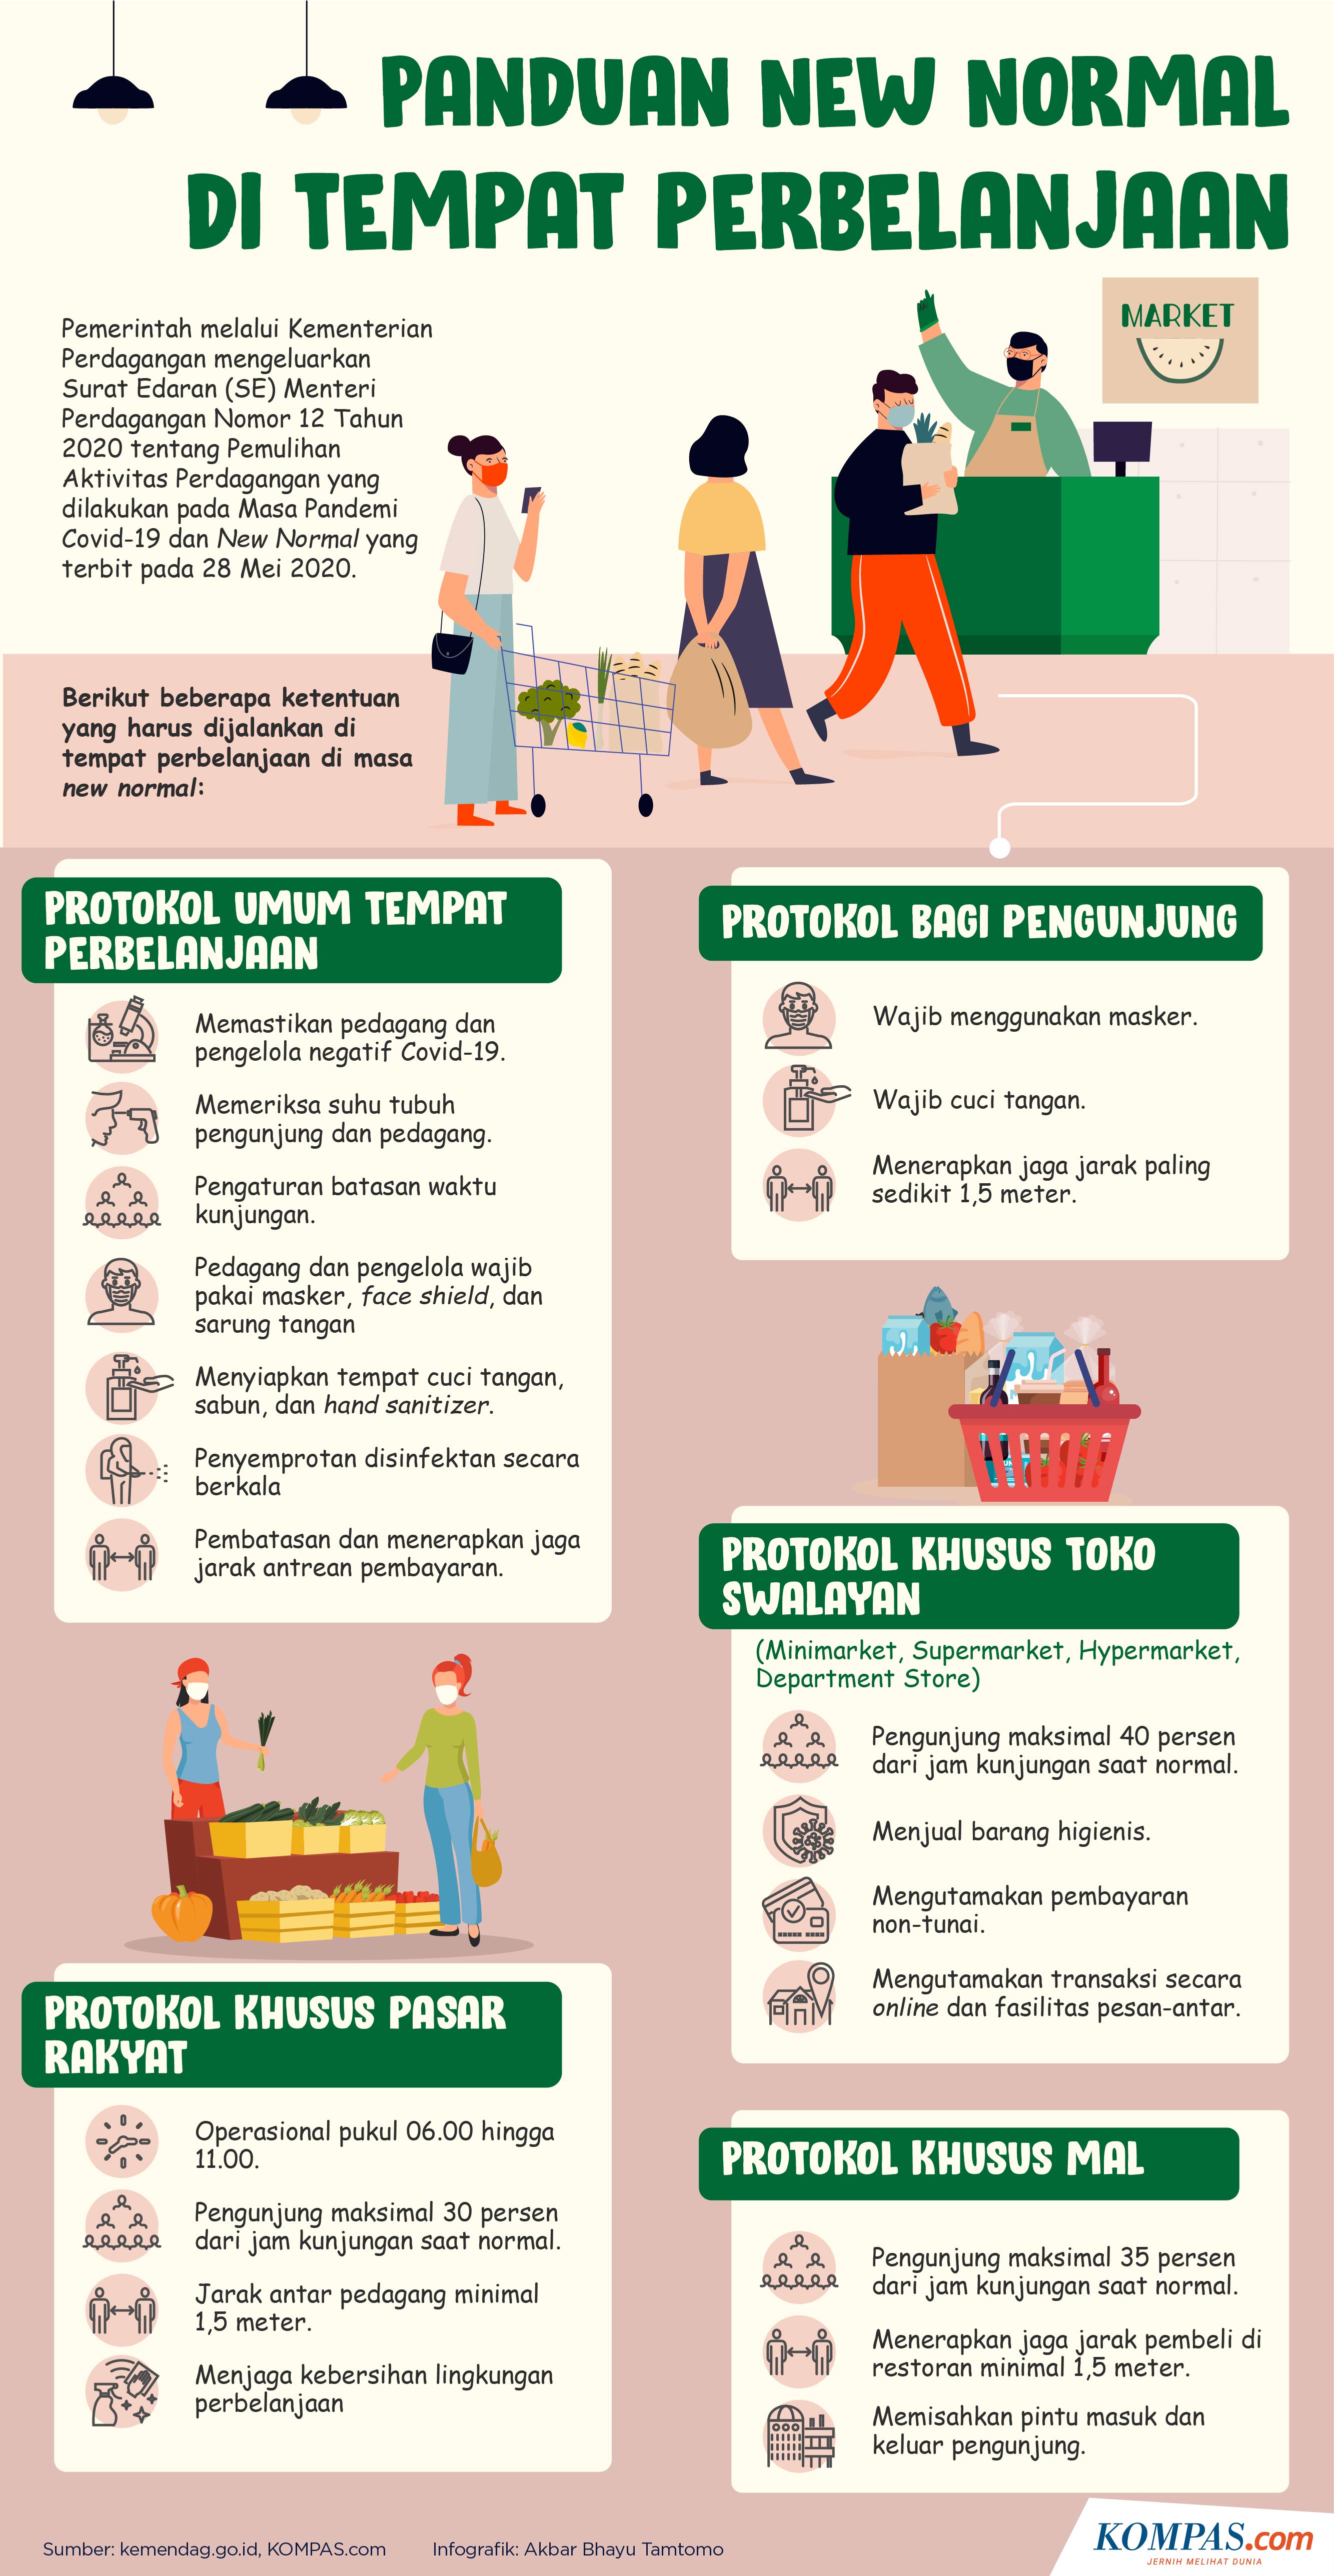 PANDUAN NEW NORMAL
DI TEMPAT PERBELANJAAN
Pemerintah melalui Kementerian
Perdagangan mengeluarkan
Surat Edaran (SE) Menteri
Perdagangan Nomor 12 Tahun
2020 tentang Pemulihan
Aktivitas Perdagangan yang
dilakukan pada Masa Pandemi
Covid-19 dan New Normal yang
terbit pada 28 Mei 2020.
MARKET
Berikut beberapa ketentuan
yang harus dijalankan di
tempat perbelanjaan di masa
new normal:
PROTOKOL UMUM TEMPAT
PERBELANJAAN
Memastikan pedagang dan
pengelola negatif Covid-19.
Memeriksa suhu tubuh
pengunjung dan pedagang.
Pengaturan batasan waktu
kunjungan.
Pedagang dan pengelola wajib
pakai masker, face shield, dan
sarung tangan
Menyiapkan tempat cuci tangan,
sabun, dan hand sanitizer.
Penyemprotan disinfektan secara
berkala
Pembatasan dan menerapkan jaga
jarak antrean pembayaran.
PROTOKOL BAGI PENGUNJUNG
Wajib menggunakan masker.
Wajib cuci tangan.
Menerapkan jaga jarak paling
sedikit 1,5 meter.
PROTOKOL KHUSUS TOKO
SWALAYAN
(Minimarket, Supermarket, Hypermarket,
Department Store)
Pengunjung maksimal 40 persen
dari jam kunjungan saat normal.
Menjual barang higienis.
Mengutamakan pembayaran
non-tunai.
Mengutamakan transaksi secara
online dan fasilitas pesan-antar.
PROTOKOL KHUSUS PASAR
RAKYAT
Operasional pukul 06.00 hingga
11.00.
Pengunjung maksimal 30 persen
dari jam kunjungan saat normal.
Jarak antar pedagang minimal
1,5 meter.
Menjaga kebersihan lingkungan
perbelanjaan
PROTOKOL KHUSUS MAL
Pengunjung maksimal 35 persen
dari jam kunjungan saat normal.
Menerapkan jaga jarak pembeli di
restoran minimal 1,5 meter.
Memisahkan pintu masuk dan
keluar pengunjung.
Sumber: kemendag.go.id, KOMPAS.com
Infografik: Akbar Bhayu Tamtomo
KOMPAS.com
JERNIH MELIHAT DUNIA